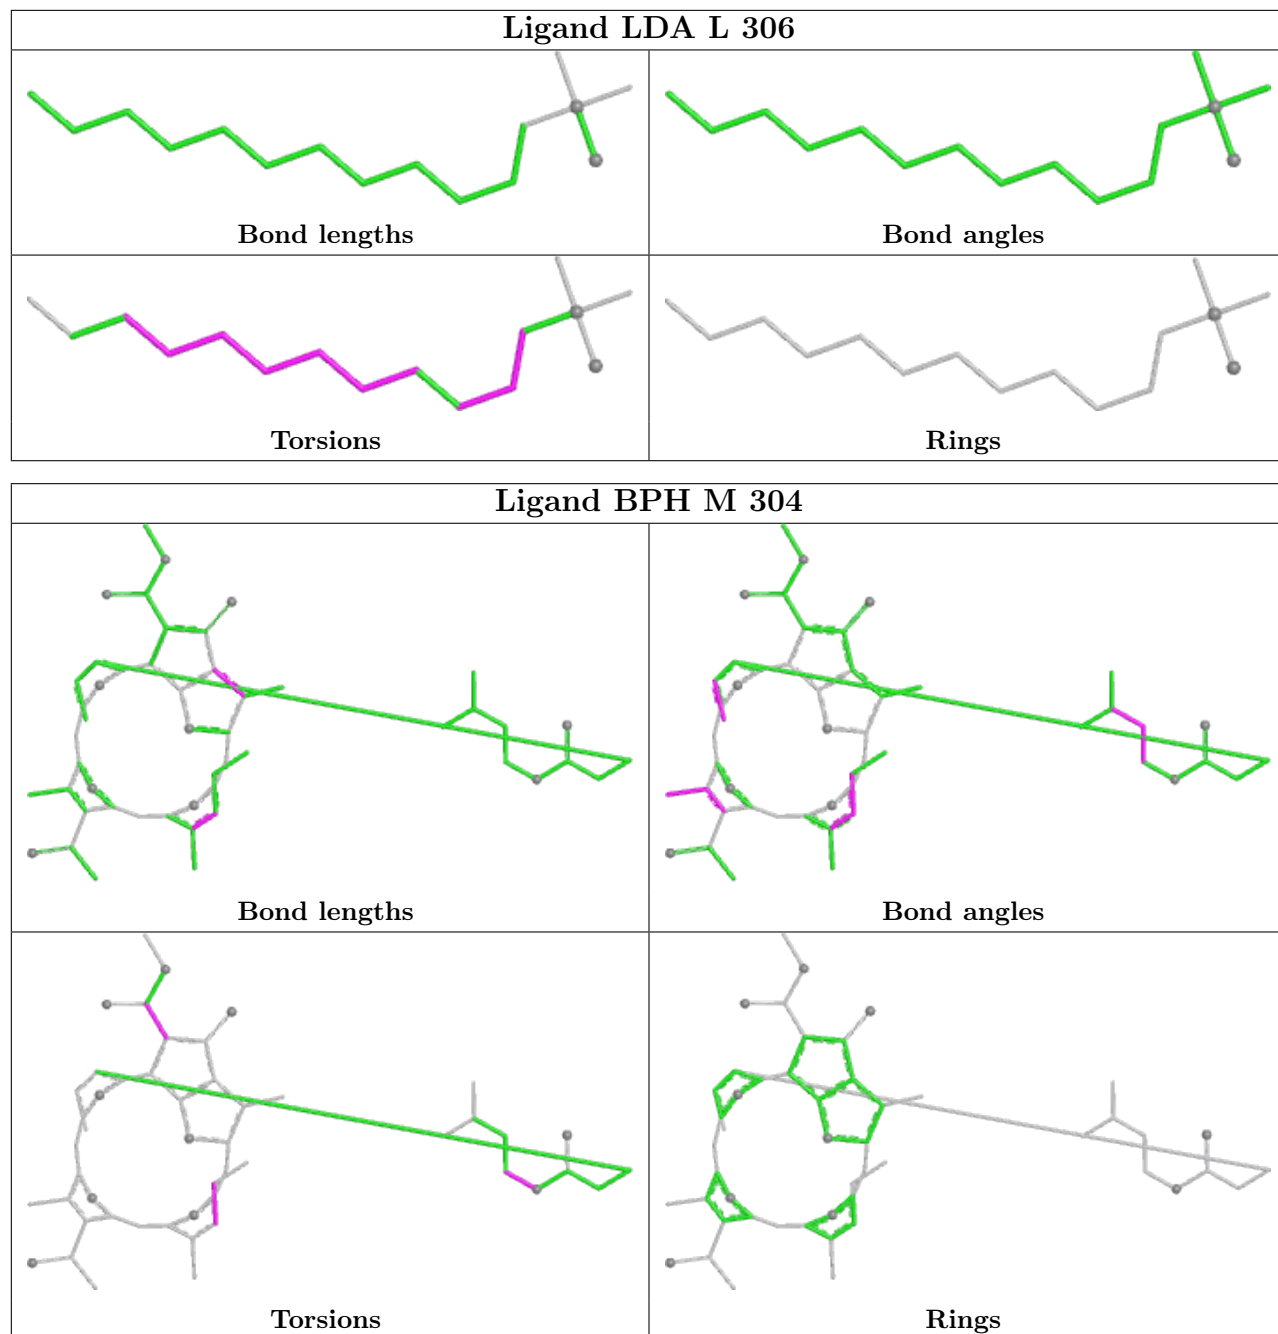 Ligand LDA L 306
Bond lengths
Bond angles
Torsions
Rings
Ligand BPH M 304
Bond lengths
Bond angles
Torsions
Rings